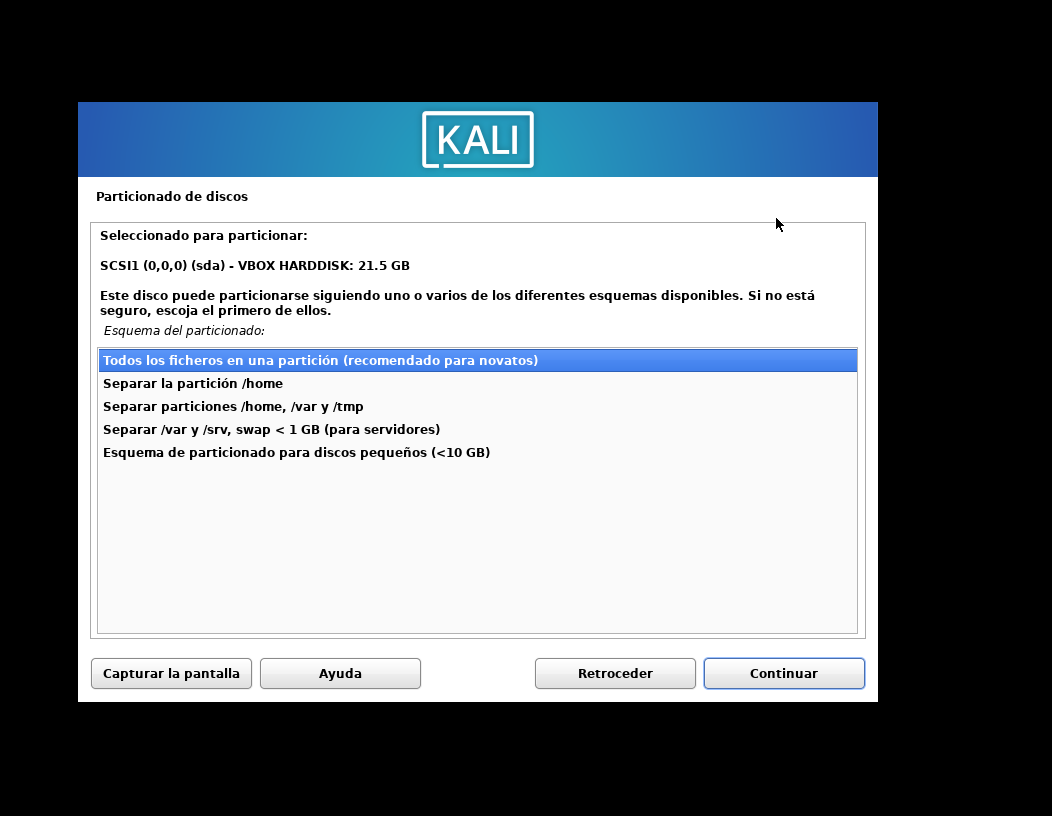 KALI
Particionado de discos
Seleccionado para particionar:
SCSI1 (0,0,0) (sda) - VBOX HARDDISK: 21.5 GB
Este disco puede particionarse siguiendo uno o varios de los diferentes esquemas disponibles. Si no está
seguro, escoja el primero de ellos.
Esquema del particionado:
Todos los ficheros en una partición (recomendado para novatos)
Separar la partición /home
Separar particiones /home, /var y /tmp
Separar /var y /srv, swap < 1 GB (para servidores)
Esquema de particionado para discos pequeños (<10 GB)
Capturar la pantalla
Ayuda
Retroceder
Continuar